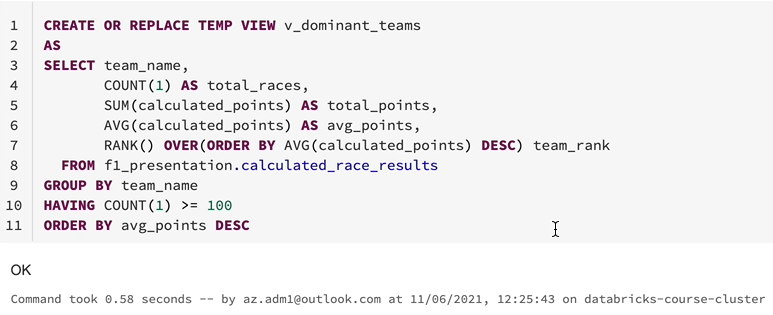 1 CREATE OR REPLACE TEMP VIEW v_dominant_teams
2 AS
3 SELECT team_name,
4 COUNT(1) AS total_races,
5 SUM(calculated_points) AS total_points,
6 AVG(calculated_points) AS avg_points,
7 RANK() OVER(ORDER BY AVG(calculated_points) DESC) team_rank
8 FROM f1_presentation.calculated_race_results
9 GROUP BY team_name
10 HAVING COUNT(1) >= 100
11 ORDER BY avg_points DESC
OK
Command took 0.58 seconds -- by az.adm1@outlook.com at 11/06/2021, 12:25:43 on databricks-course-cluster